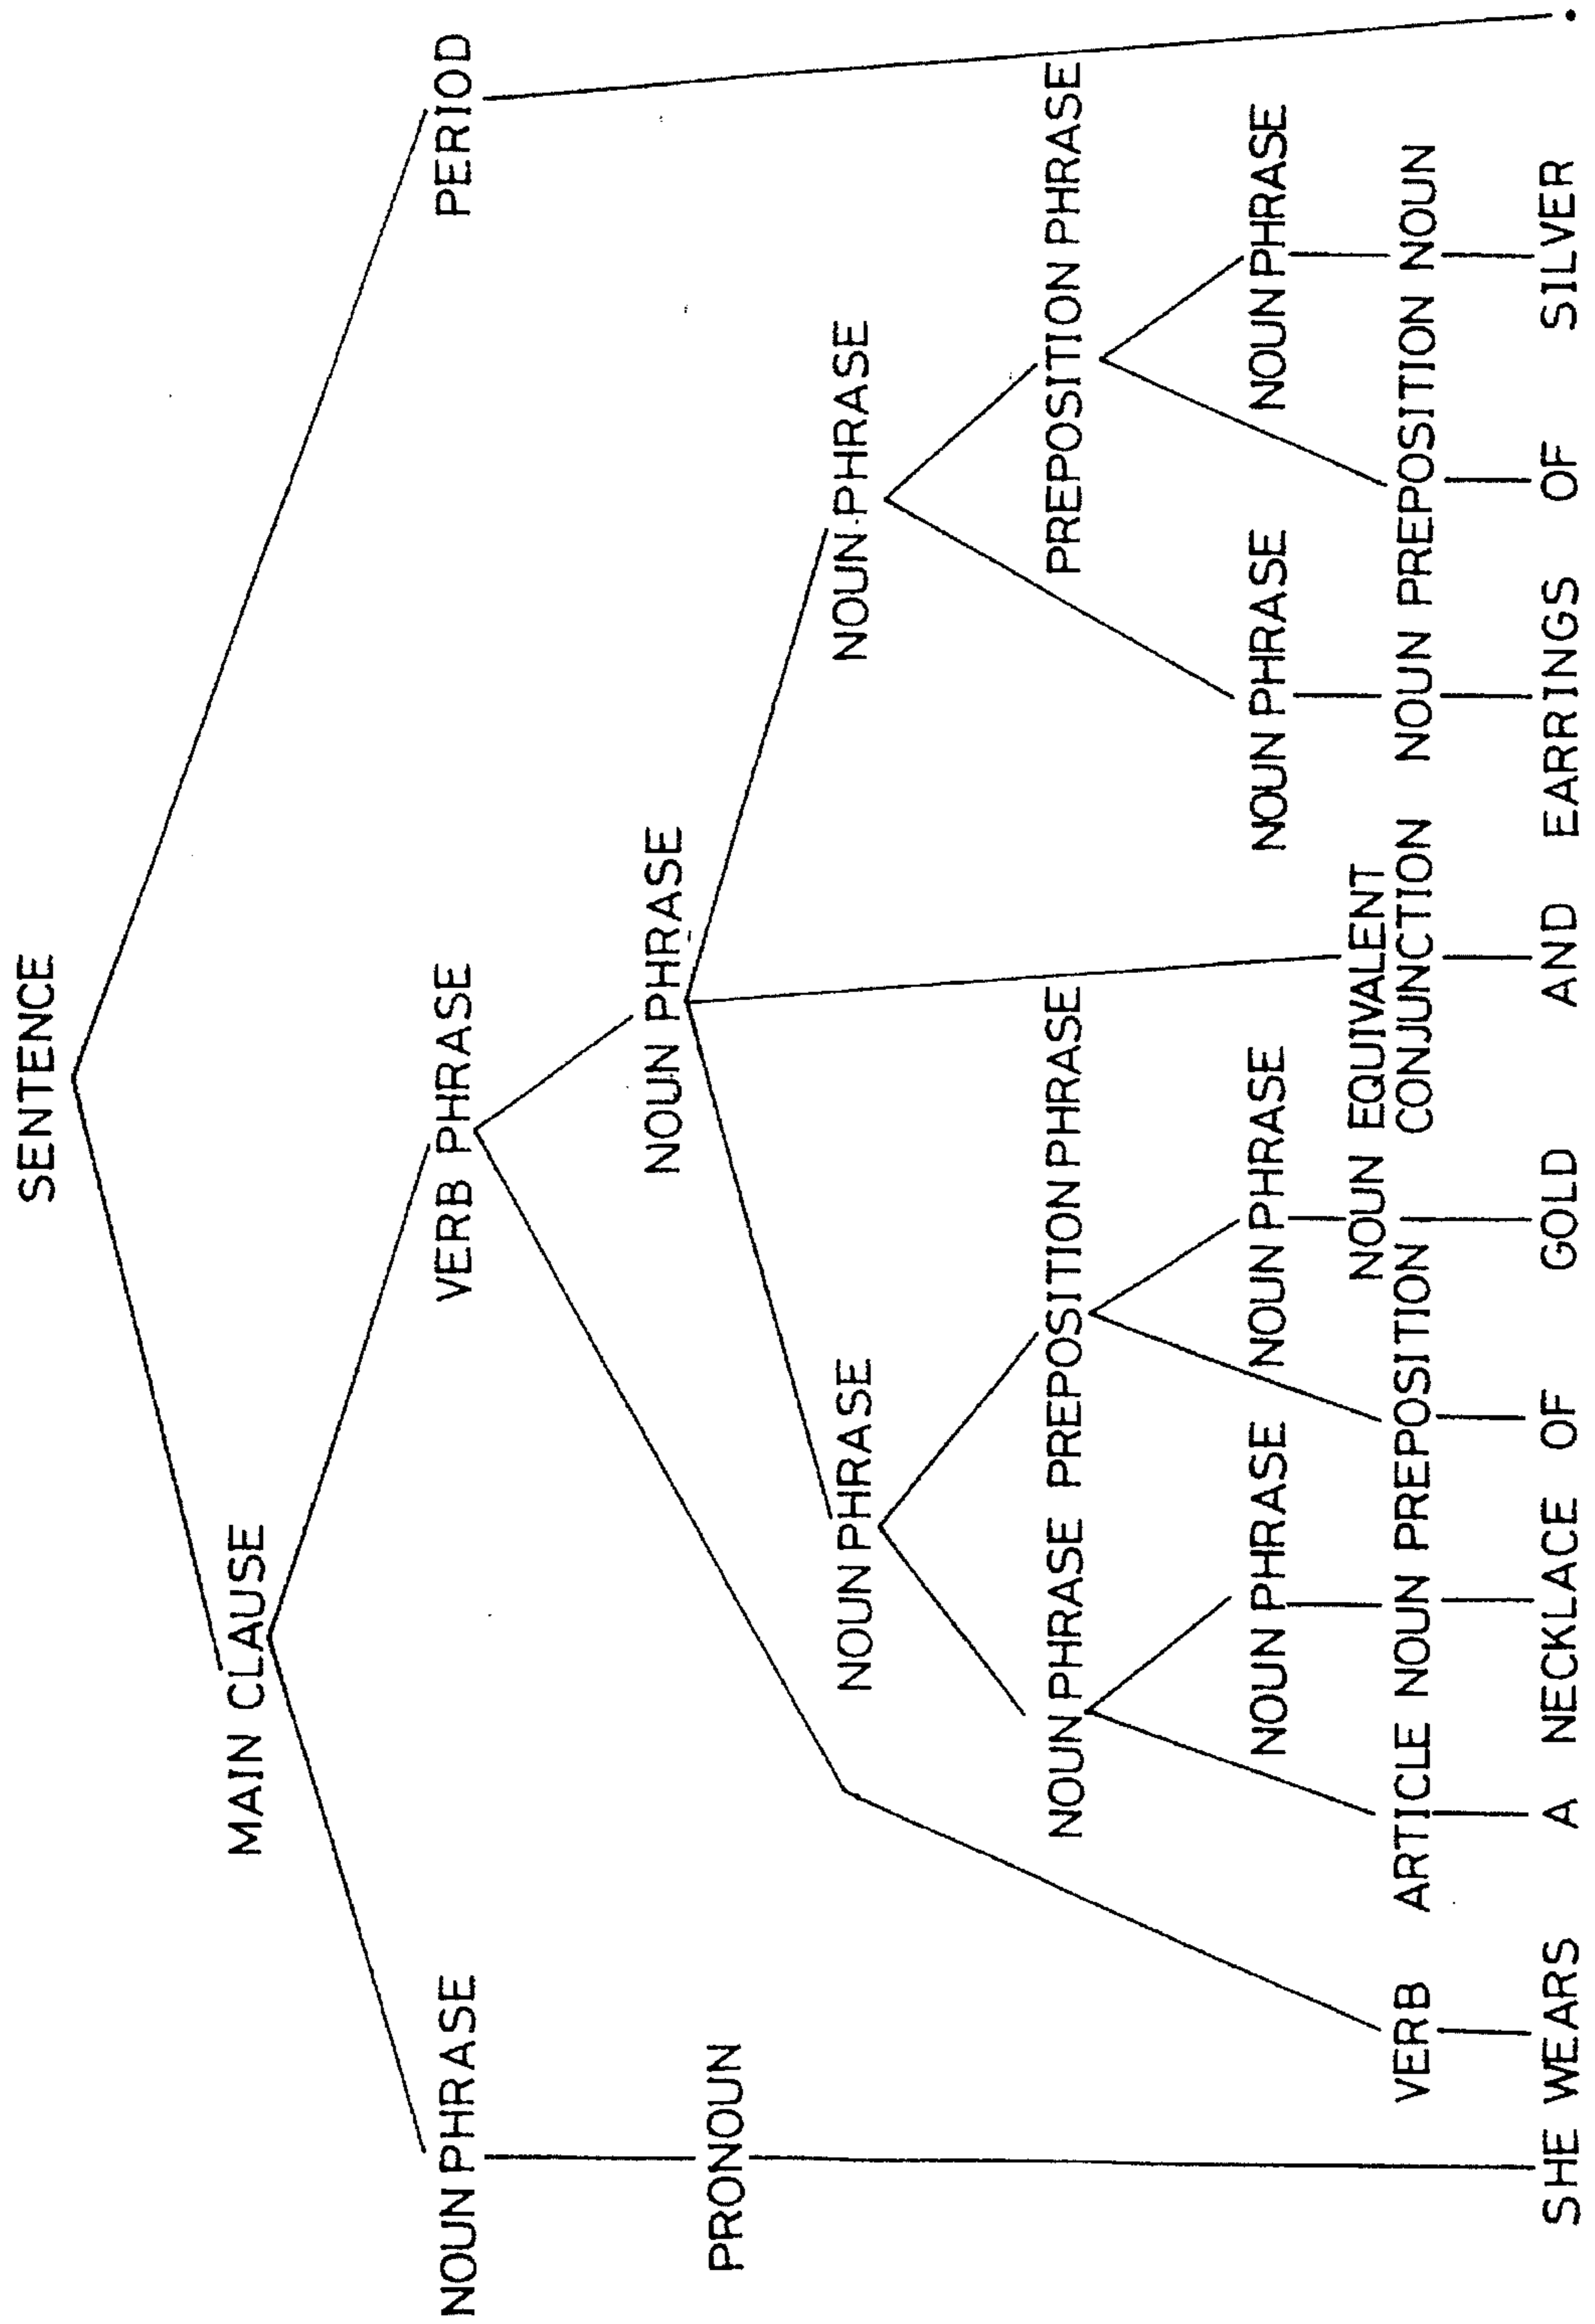 SENTENCE
MAIN CLAUSE
NOUN PHRASE VERB PHRASE PERIOD
NOUN PHRASE
PRONOUN
NOUN PHRASE NOUN PHRASE
NOUN PHRASE PREPOSITION PHRASE PREPOSITION PHRASE
NOUN PHRASE NOUN PHRASE NOUN PHRASE NOUN PHRASE
NOUN EQUIVALENT
VERB ARTICLE NOUN PREPOSITION CONJUNCTION NOUN PREPOSITION NOUN
SHE WEARS A NECKLACE OF GOLD AND EARRINGS OF SILVER .